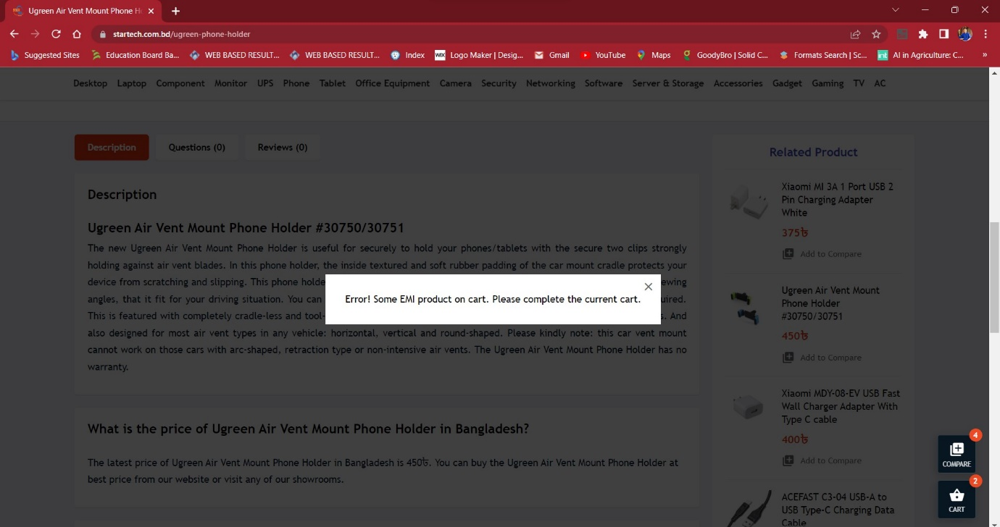 Ugreen Air Vent Mount Phone H
startech.com.bd/ugreen-phone-holder
Suggested Sites Education Board Ba... WEB BASED RESULT... WEB BASED RESULT... Index WIX Logo Maker | Desig... Gmail YouTube Maps GoodyBro | Solid C... Formats Search | Sc... int AI in Agriculture: C... »
Desktop Laptop Component Monitor UPS Phone Tablet Office Equipment Camera Security Networking Software Server & Storage Accessories Gadget Gaming TV AC
Description Questions (0) Reviews (0)
Description
Ugreen Air Vent Mount Phone Holder #30750/30751
The new Ugreen Air Vent Mount Phone Holder is useful for securely to hold your phones/tablets with the secure two clips strongly
holding against air vent blades. In this phone holder, the inside textured and soft rubber padding of the car mount cradle protects your
device from scratching and slipping. This phone holde ewing
angles, that it fit for your driving situation. You can uired.
This is featured with completely cradle-less and tool- s. And
also designed for most air vent types in any vehicle: horizontal, vertical and round-shaped. Please kindly note: this car vent mount
cannot work on those cars with arc-shaped, retraction type or non-intensive air vents. The Ugreen Air Vent Mount Phone Holder has no
warranty.
Error! Some EMI product on cart. Please complete the current cart.
What is the price of Ugreen Air Vent Mount Phone Holder in Bangladesh?
The latest price of Ugreen Air Vent Mount Phone Holder in Bangladesh is 450৳. You can buy the Ugreen Air Vent Mount Phone Holder at
best price from our website or visit any of our showrooms.
Related Product
Xiaomi MI 3A 1 Port USB 2
Pin Charging Adapter
White
375৳
Add to Compare
Ugreen Air Vent Mount
Phone Holder
#30750/30751
450৳
Add to Compare
Xiaomi MDY-08-EV USB Fast
Wall Charger Adapter With
Type C cable
400৳
Add to Compare
ACEFAST C3-04 USB-A to
USB Type-C Charging Data
Cable
4
COMPARE
2
CART